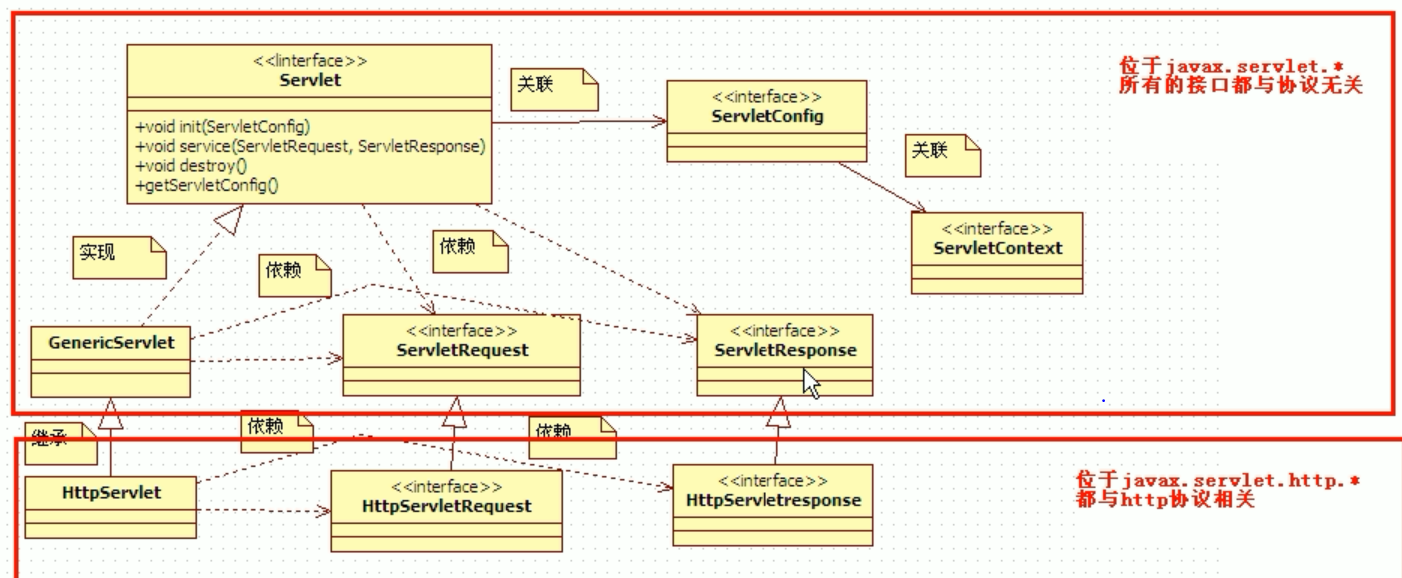 <<Iinterface>>
Servlet
+void init(ServletConfig)
+void service(ServletRequest, ServletResponse)
+void destroy()
+getServletConfig()
关联
<<interface>>
ServletConfig
位于javax.servlet.*
所有的接口都与协议无关
关联
<<interface>>
ServletContext
实现
依赖
依赖
GenericServlet
<<interface>>
ServletRequest
<<interface>>
ServletResponse
继承
依赖
依赖
HttpServlet
<<interface>>
HttpServletRequest
<<interface>>
HttpServletresponse
位于javax.servlet.http.*
都与http协议相关